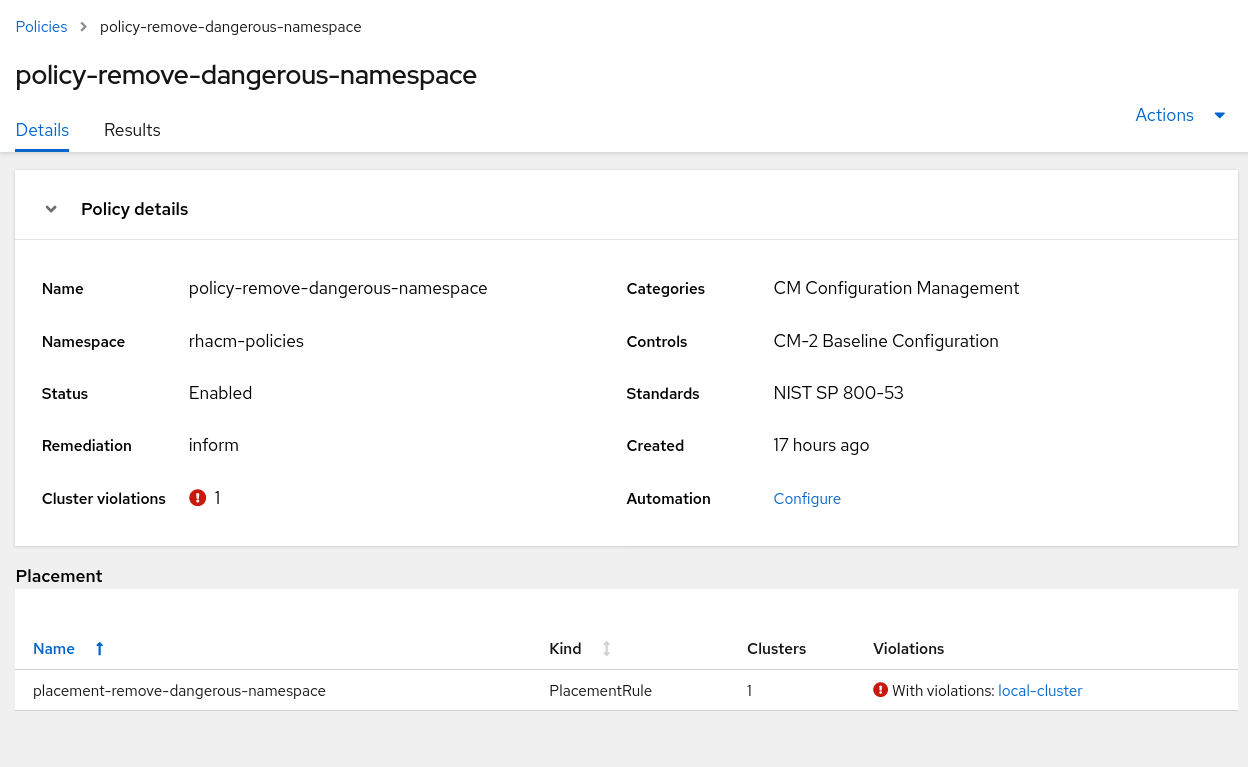 Policies > policy-remove-dangerous-namespace
policy-remove-dangerous-namespace
Actions
Details Results
Policy details
Name policy-remove-dangerous-namespace Categories CM Configuration Management
Namespace rhacm-policies Controls CM-2 Baseline Configuration
Status Enabled Standards NIST SP 800-53
Remediation inform Created 17 hours ago
Cluster violations 1 Automation Configure
Placement
Name Kind Clusters Violations
placement-remove-dangerous-namespace PlacementRule 1 With violations: local-cluster